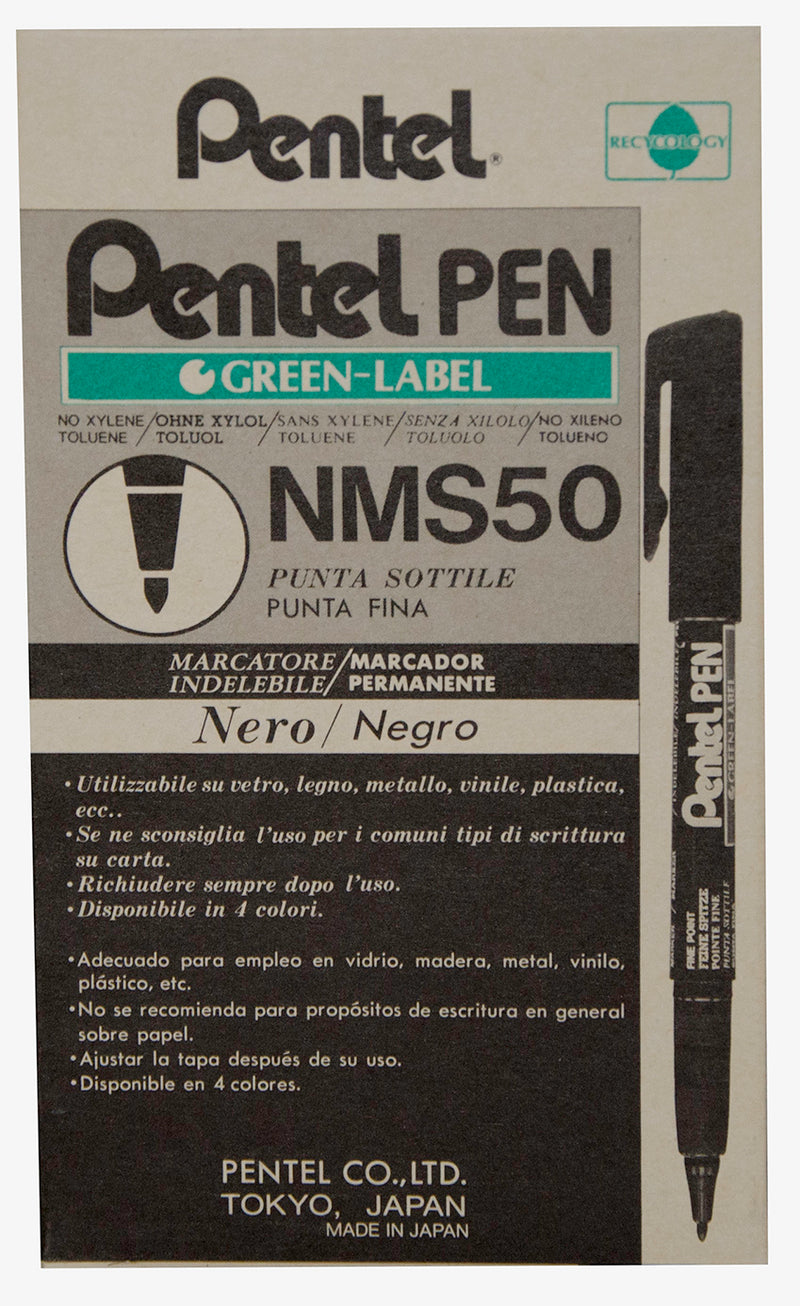 Pentel®
RECYCOLOGY
Pentel PEN
GREEN-LABEL
NO XYLENE/OHNE XYLOL/SANS XYLENE/SENZA XILOLO/NO XILENO
TOLUENE/TOLUOL/TOLUENE/TOLUOLO/TOLUENO
NMS50
PUNTA SOTTILE
PUNTA FINA
MARCATORE/MARCADOR
INDELEBILE/PERMANENTE
Nero/Negro
•Utilizzabile su vetro, legno, metallo, vinile, plastica,
ecc..
•Se ne sconsiglia l'uso per i comuni tipi di scrittura
su carta.
•Richiudere sempre dopo l'uso.
•Disponibile in 4 colori.
•Adecuado para empleo en vidrio, madera, metal, vinilo,
plástico, etc.
•No se recomienda para propósitos de escritura en general
sobre papel.
•Ajustar la tapa después de su uso.
•Disponible en 4 colores.
PENTEL CO.,LTD.
TOKYO, JAPAN
MADE IN JAPAN
Pentel PEN
GREEN-LABEL
FINE POINT
FEINE SPITZE
POINTE FINE
PUNTA SOTTILE